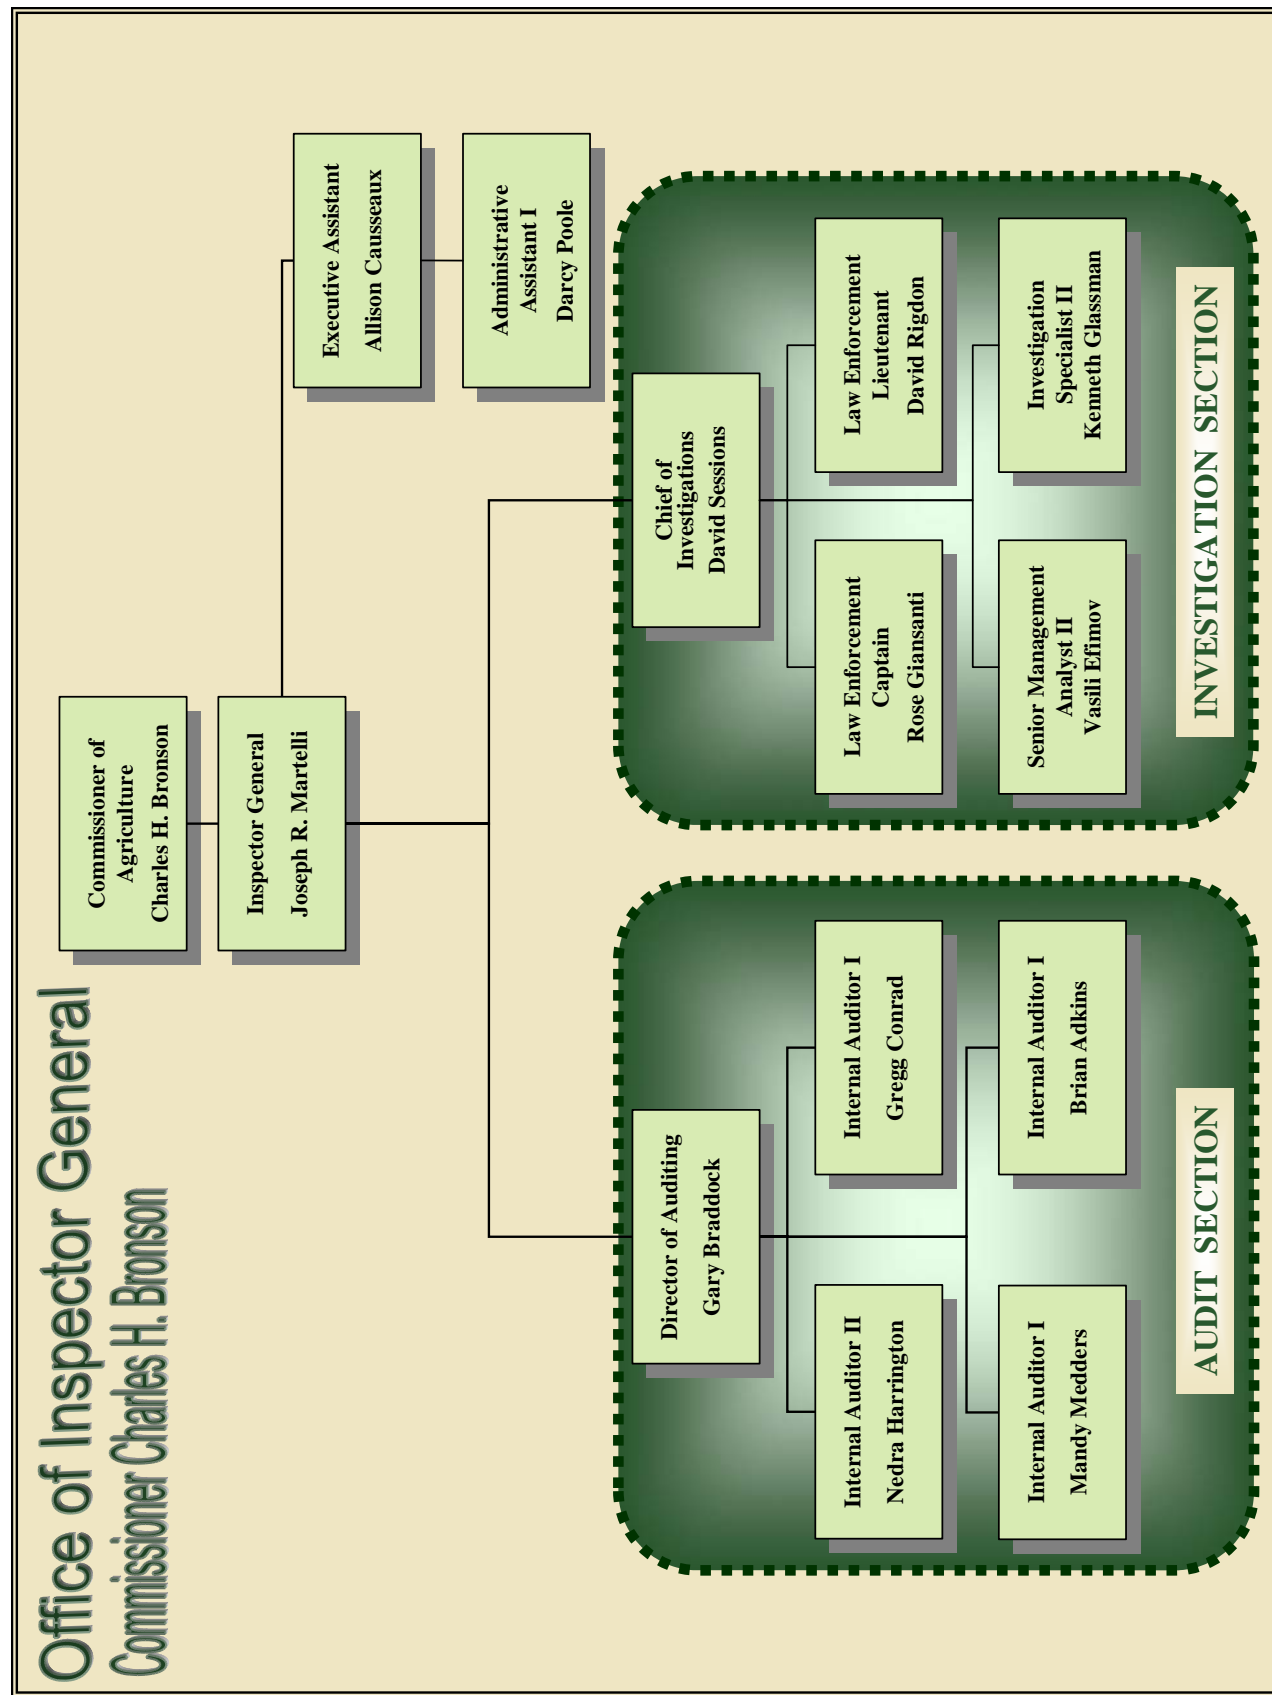 Office of Inspector General
Commissioner Charles H. Bronson
Commissioner of
Agriculture
Charles H. Bronson
Inspector General
Joseph R. Martelli
Executive Assistant
Allison Causseaux
Administrative
Assistant I
Darcy Poole
Director of Auditing
Gary Braddock
Internal Auditor II
Nedra Harrington
Internal Auditor I
Gregg Conrad
Internal Auditor I
Mandy Medders
Internal Auditor I
Brian Adkins
AUDIT SECTION
Chief of
Investigations
David Sessions
Law Enforcement
Captain
Rose Giansanti
Law Enforcement
Lieutenant
David Rigdon
Senior Management
Analyst II
Vasili Efimov
Investigation
Specialist II
Kenneth Glassman
INVESTIGATION SECTION